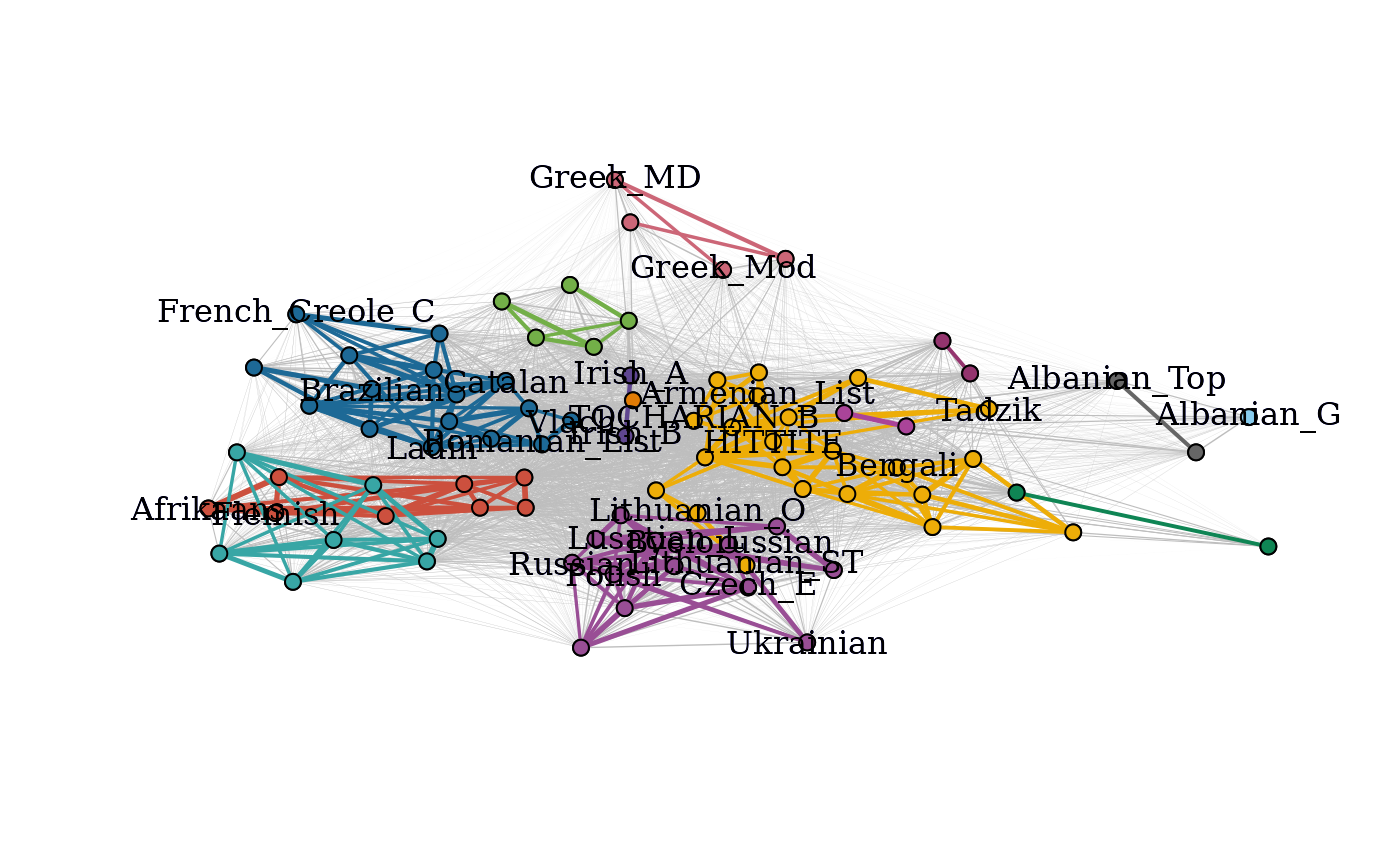 Greek_MD
Greek_Mod
French_Creole_C
Irish_A
Albanian_Top
Catalan
Brazilian
Armenian_List
Tadzik
Albanian_G
TOCHARIAN_B
Vlach
Irish_B
Romanian_List
HITTITE
Ladin
Bengali
Afrikaans
Flemish
Lithuanian_O
Lusatian_L
Byelorussian
Russian
Lithuanian_ST
Polish
Czech_E
Ukrainian